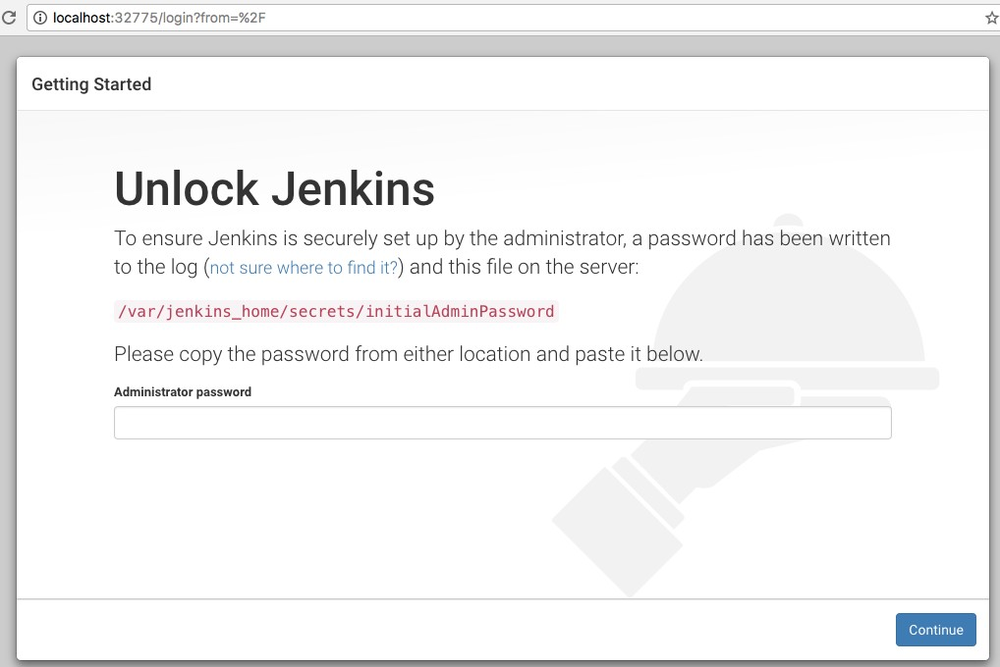 localhost:32775/login?from=%2F
Getting Started
Unlock Jenkins
To ensure Jenkins is securely set up by the administrator, a password has been written
to the log (not sure where to find it?) and this file on the server:
/var/jenkins_home/secrets/initialAdminPassword
Please copy the password from either location and paste it below.
Administrator password
Continue